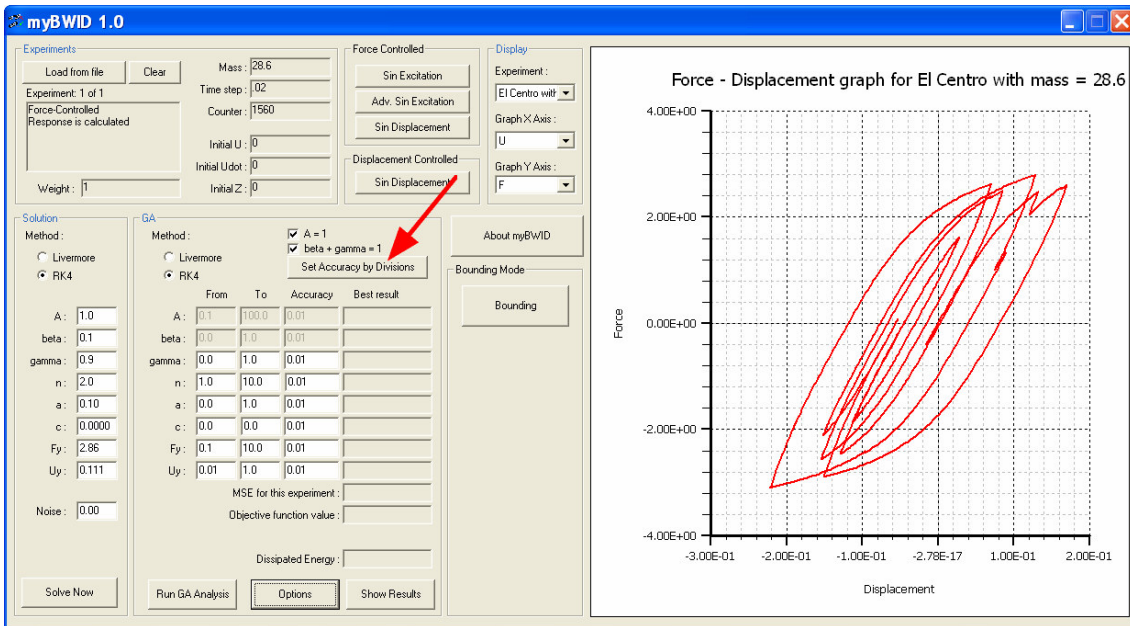 myBWID 1.0
Experiments
Load from file
Clear
Experiment: 1 of 1
Force-Controlled
Response is calculated
Weight : 1
Mass : 28.6
Time step : .02
Counter : 1560
Initial U : 0
Initial Udot : 0
Initial Z : 0
Force Controlled
Sin Excitation
Adv. Sin Excitation
Sin Displacement
Displacement Controlled
Sin Displacement
Display
Experiment :
El Centro with
Graph X Axis :
U
Graph Y Axis :
F
Solution
Method :
Livermore
RK4
A : 1.0
beta : 0.1
gamma : 0.9
n : 2.0
a : 0.10
c : 0.0000
Fy : 2.86
Uy : 0.111
Noise : 0.00
Solve Now
GA
Method :
Livermore
RK4
A = 1
beta + gamma = 1
Set Accuracy by Divisions
From To Accuracy Best result
A : 0.1 100.0 0.01
beta : 0.0 1.0 0.01
gamma : 0.0 1.0 0.01
n : 1.0 10.0 0.01
a : 0.0 1.0 0.01
c : 0.0 0.0 0.01
Fy : 0.1 10.0 0.01
Uy : 0.01 1.0 0.01
MSE for this experiment :
Objective function value :
Dissipated Energy :
Run GA Analysis
Options
Show Results
About myBWID
Bounding Mode
Bounding
Force - Displacement graph for El Centro with mass = 28.6
4.00E+00
2.00E+00
0.00E+00
-2.00E+00
-4.00E+00
Force
-3.00E-01 -2.00E-01 -1.00E-01 -2.78E-17 1.00E-01 2.00E-01
Displacement